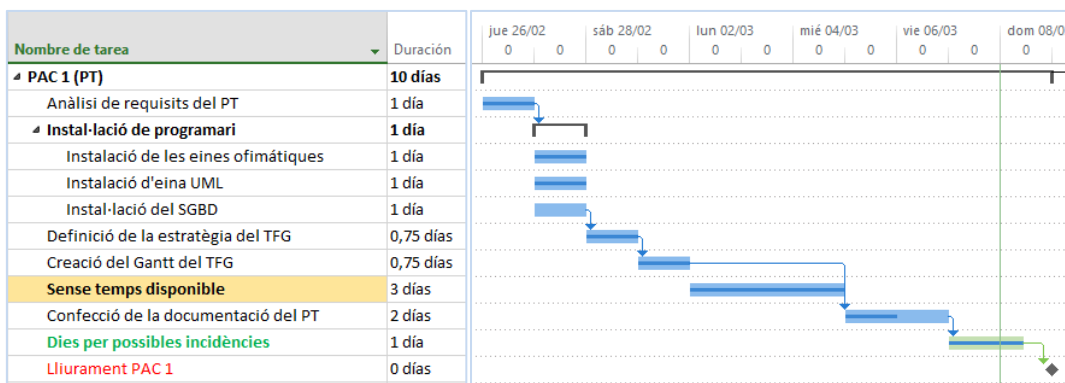 jue 26/02 sáb 28/02 lun 02/03 mié 04/03 vie 06/03 dom 08/0
Nombre de tarea Duración 0 0 0 0 0 0 0 0 0 0 0
PAC 1 (PT) 10 días
Anàlisi de requisits del PT 1 día
Instal·lació de programari 1 día
Instalació de les eines ofimátiques 1 día
Instalació d'eina UML 1 día
Instal·lació del SGBD 1 día
Definició de la estratègia del TFG 0,75 días
Creació del Gantt del TFG 0,75 días
Sense temps disponible 3 días
Confecció de la documentació del PT 2 días
Dies per possibles incidències 1 día
Lliurament PAC 1 0 días